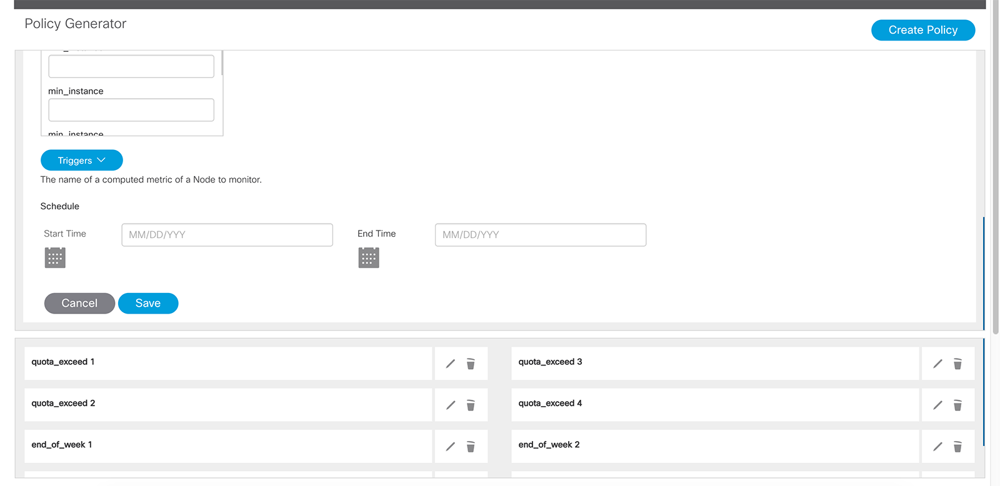 Policy Generator
Create Policy
min_instance
min_instance
Triggers
The name of a computed metric of a Node to monitor.
Schedule
Start Time
MM/DD/YYY
End Time
MM/DD/YYY
Cancel
Save
quota_exceed 1
quota_exceed 3
quota_exceed 2
quota_exceed 4
end_of_week 1
end_of_week 2